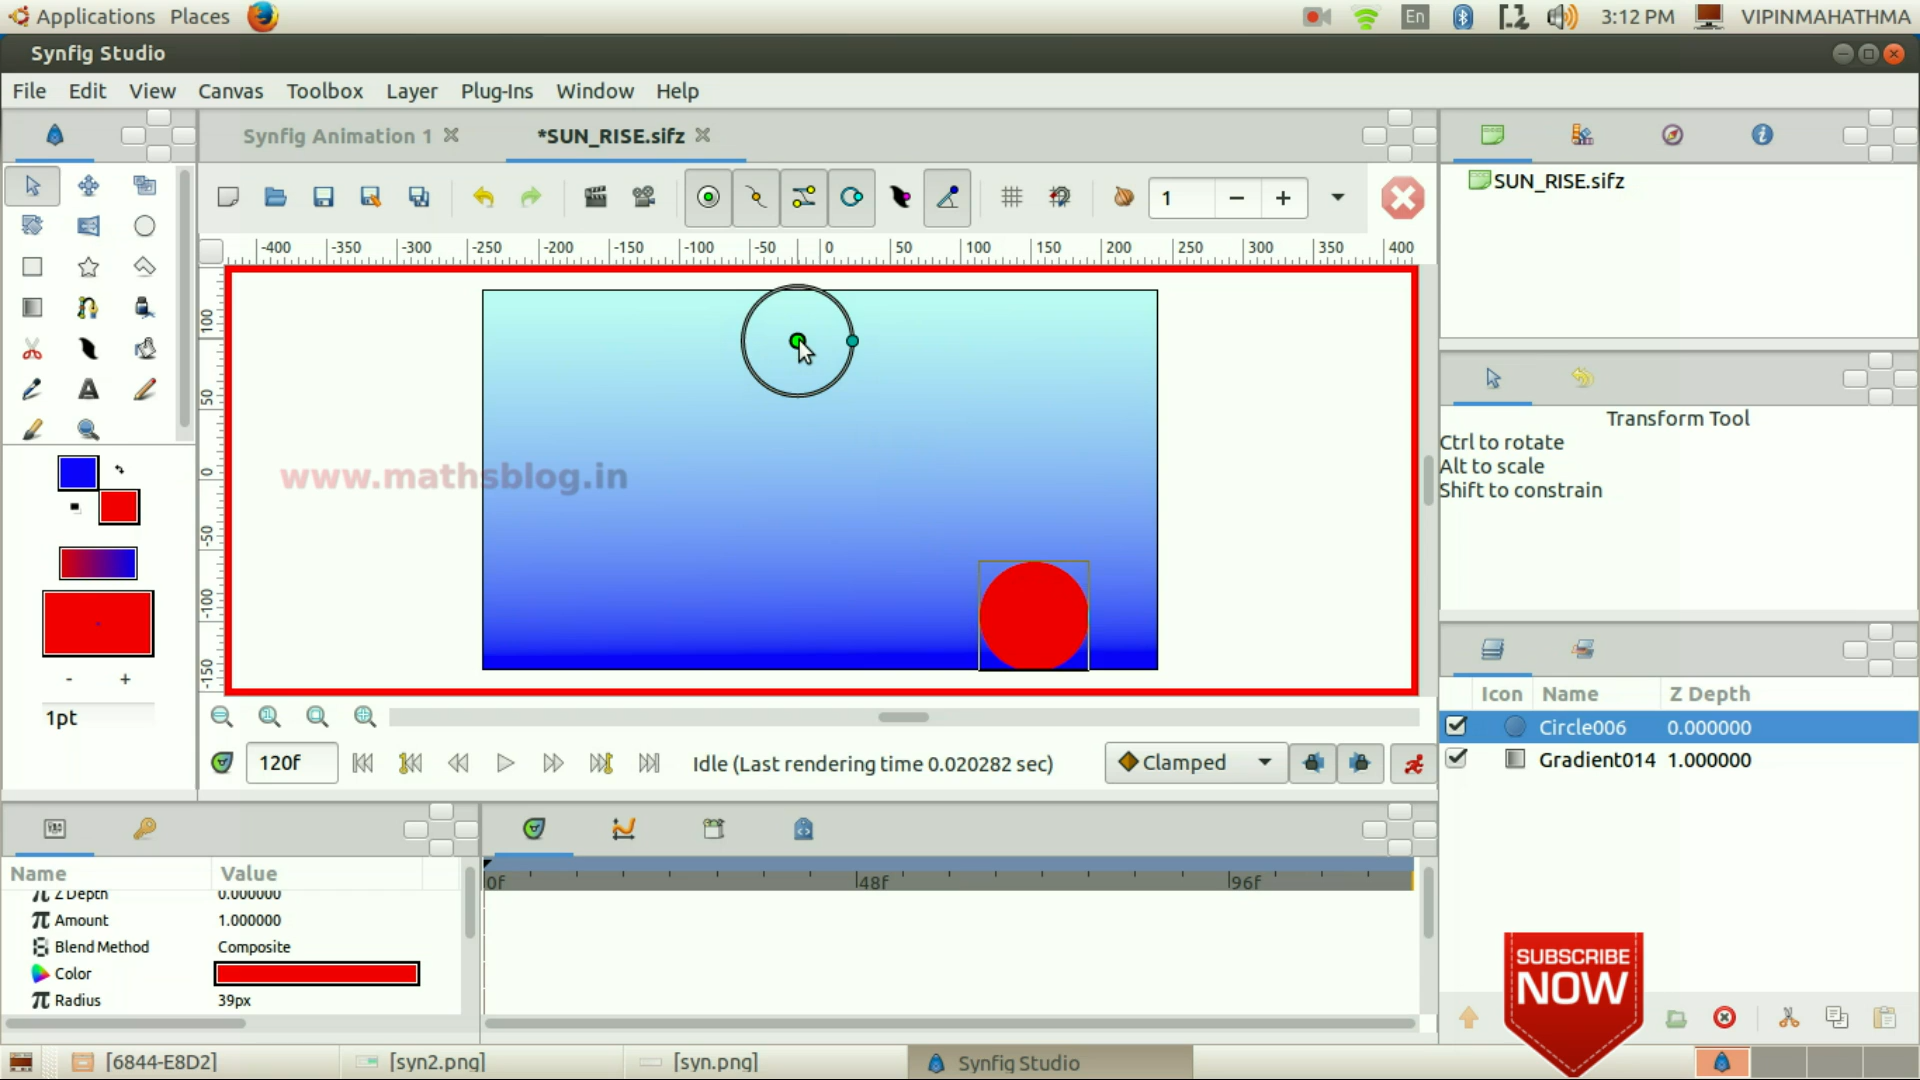 Applications Places En 3:12 PM VIPINMAHATHMA
Synfig Studio
File Edit View Canvas Toolbox Layer Plug-Ins Window Help
Synfig Animation 1 *SUN_RISE.sifz
1
SUN_RISE.sifz
-400 -350 -300 -250 -200 -150 -100 -50 0 50 100 150 200 250 300 350 400
100
50
0
-50
-100
-150
www.mathsblog.in
Transform Tool
Ctrl to rotate
Alt to scale
Shift to constrain
- +
1pt
Icon Name Z Depth
Circle006 0.000000
Gradient014 1.000000
120f Idle (Last rendering time 0.020282 sec) Clamped
Name Value
Z Depth 0.000000
Amount 1.000000
Blend Method Composite
Color
Radius 39px
0f 48f 96f
SUBSCRIBE
NOW
[6844-E8D2] [syn2.png] [syn.png] Synfig Studio